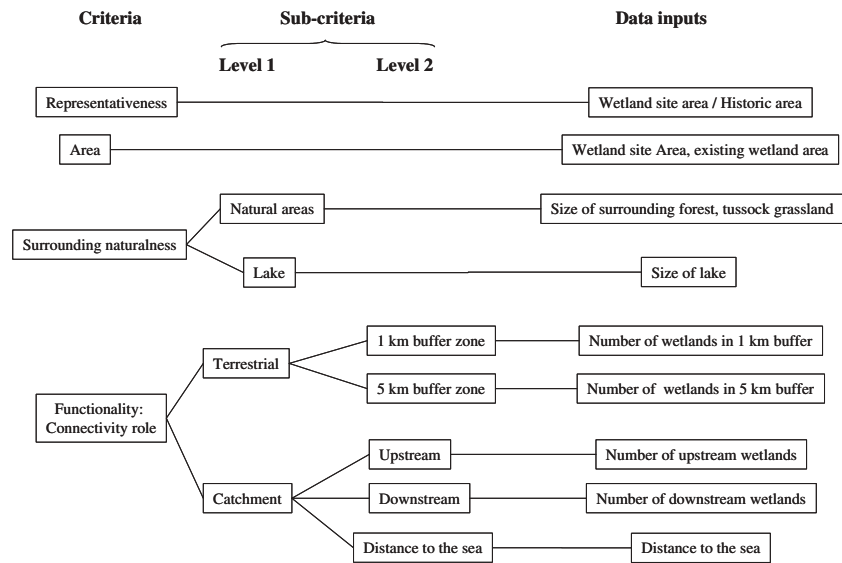 Criteria
Sub-criteria
Data inputs
Level 1
Level 2
Representativeness
Wetland site area / Historic area
Area
Wetland site Area, existing wetland area
Natural areas
Size of surrounding forest, tussock grassland
Surrounding naturalness
Lake
Size of lake
1 km buffer zone
Number of wetlands in 1 km buffer
Terrestrial
5 km buffer zone
Number of wetlands in 5 km buffer
Functionality:
Connectivity role
Upstream
Number of upstream wetlands
Catchment
Downstream
Number of downstream wetlands
Distance to the sea
Distance to the sea